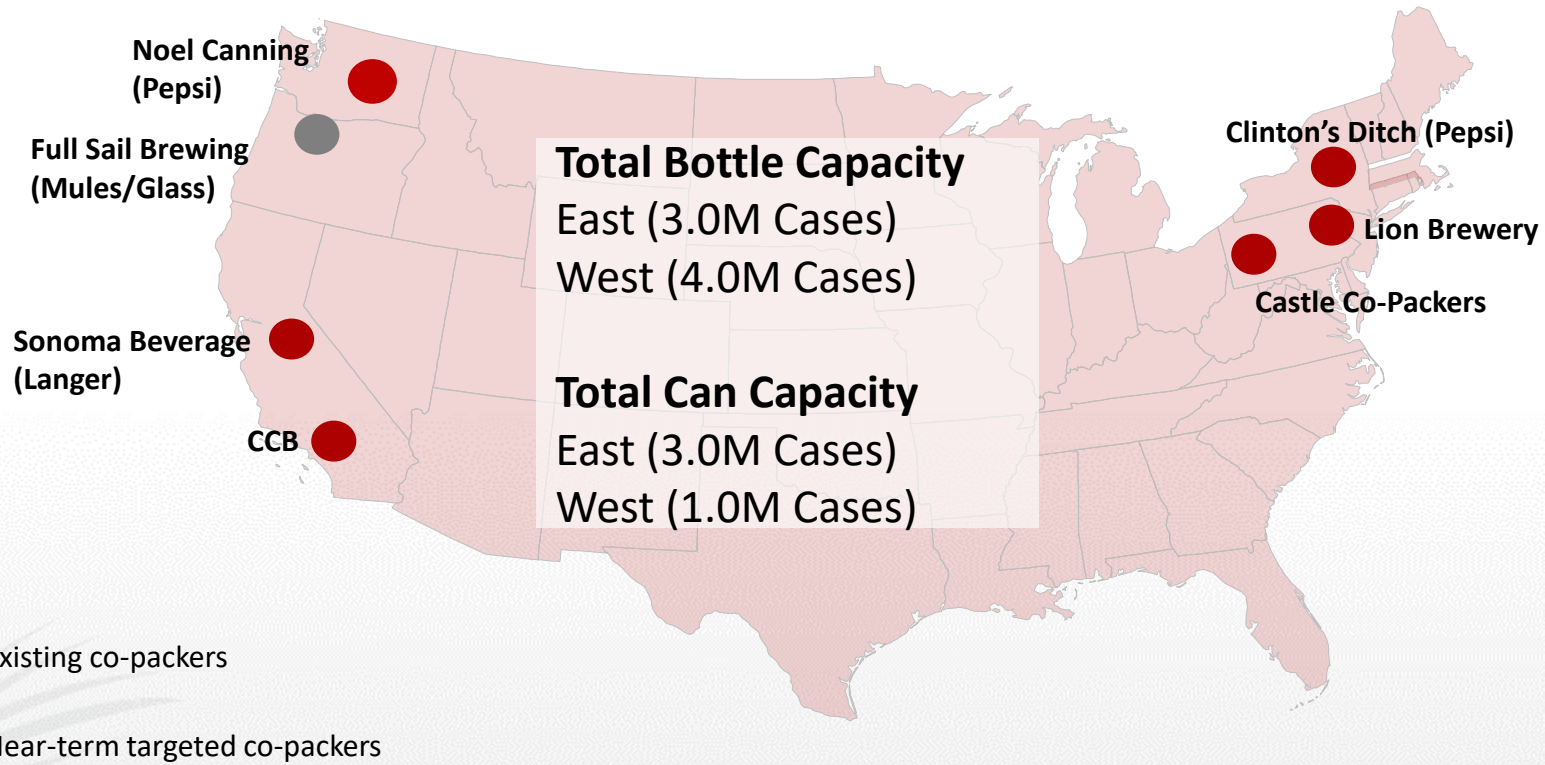 Noel Canning
(Pepsi)
Full Sail Brewing
(Mules/Glass)
Sonoma Beverage
(Langer)
CCB
Total Bottle Capacity
East (3.0M Cases)
West (4.0M Cases)
Total Can Capacity
East (3.0M Cases)
West (1.0M Cases)
Clinton’s Ditch (Pepsi)
Lion Brewery
Castle Co-Packers
xisting co-packers
lear-term targeted co-packers